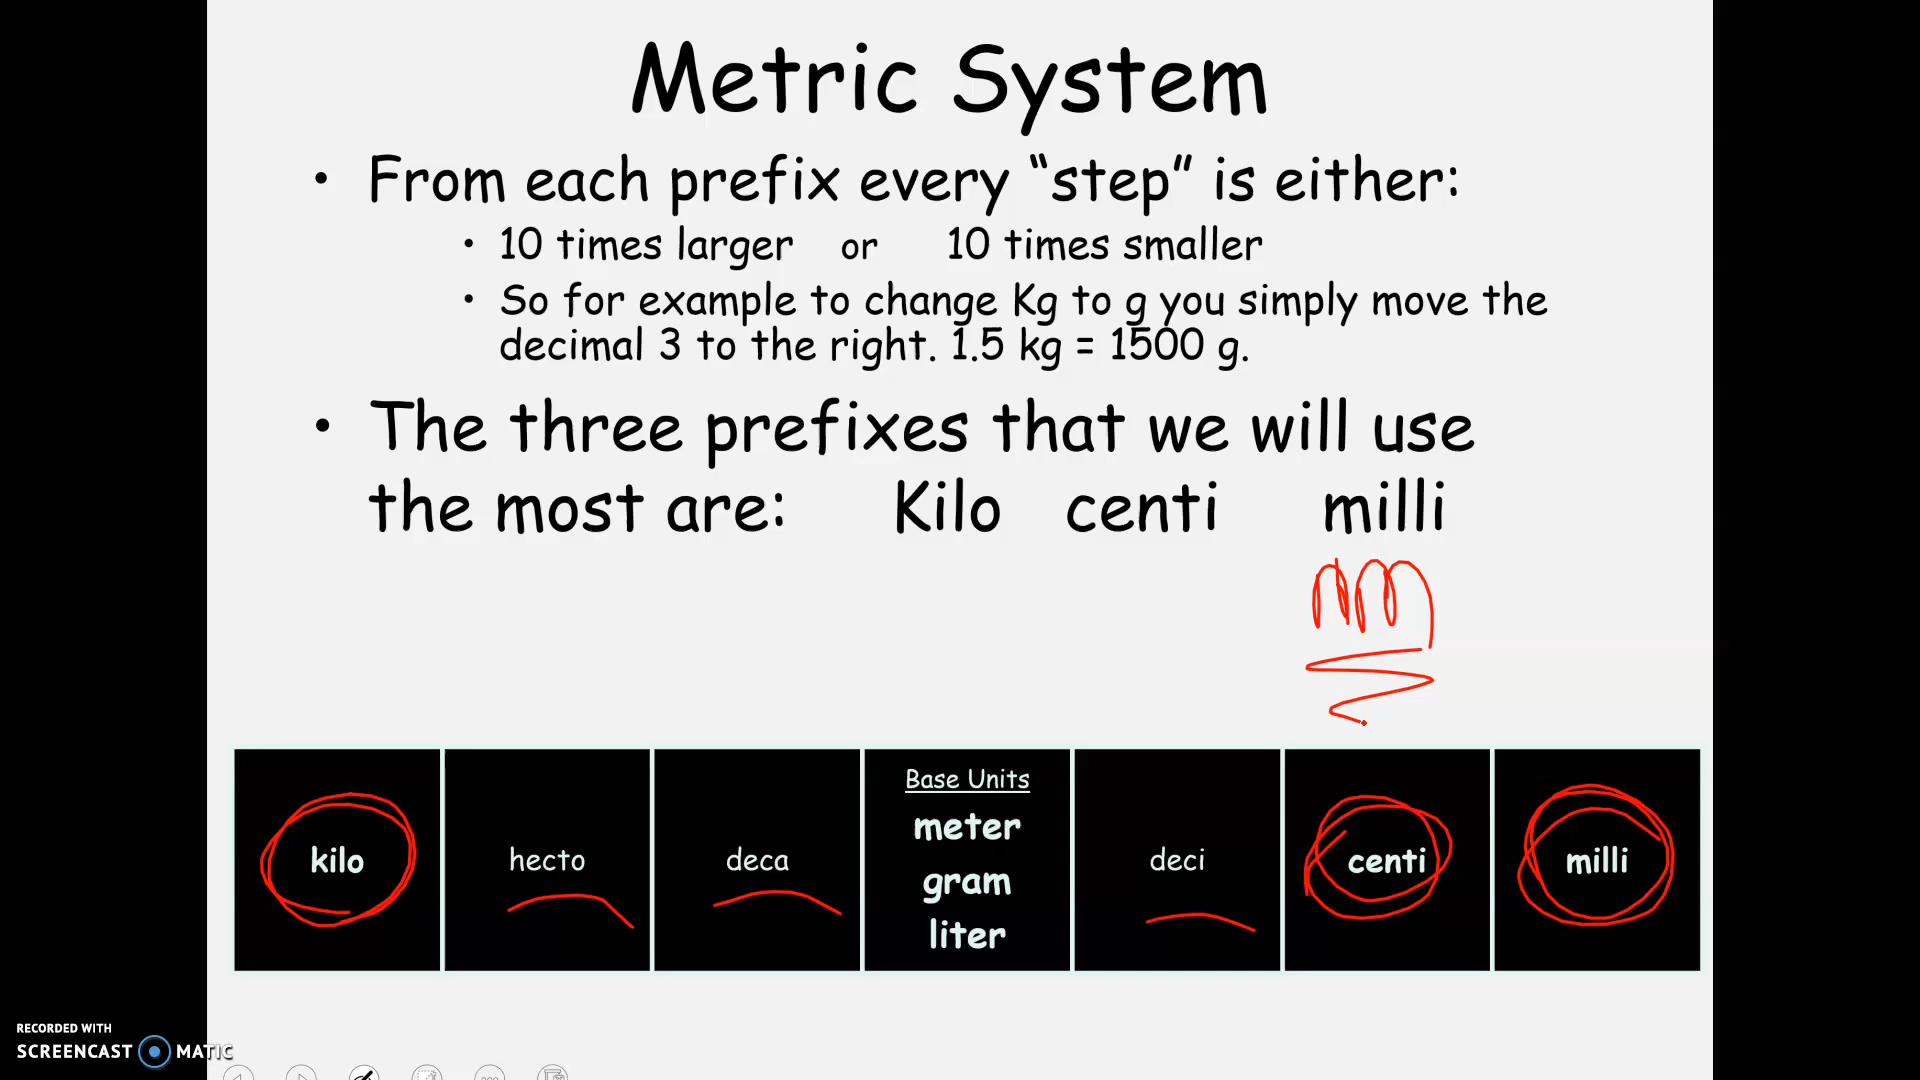 Metric System
• From each prefix every “step” is either:
• 10 times larger or 10 times smaller
• So for example to change Kg to g you simply move the
decimal 3 to the right. 1.5 kg = 1500 g.
• The three prefixes that we will use
the most are: Kilo centi milli
mm
kilo
hecto
deca
Base Units
meter
gram
liter
deci
centi
milli
RECORDED WITH
SCREENCAST MATIC